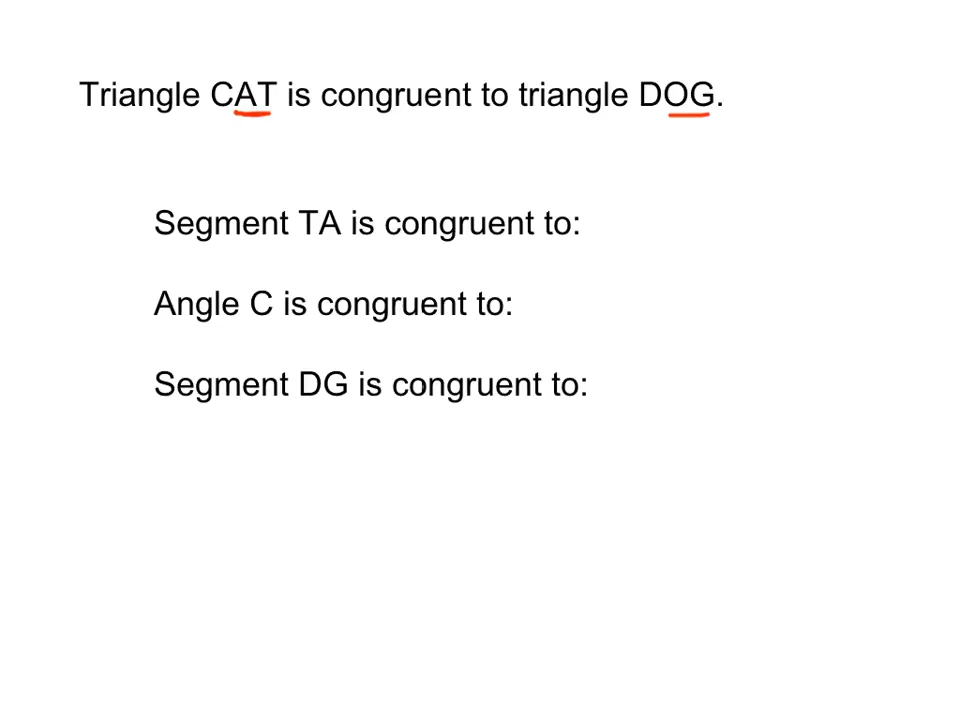 Triangle CAT is congruent to triangle DOG.
Segment TA is congruent to:
Angle C is congruent to:
Segment DG is congruent to: